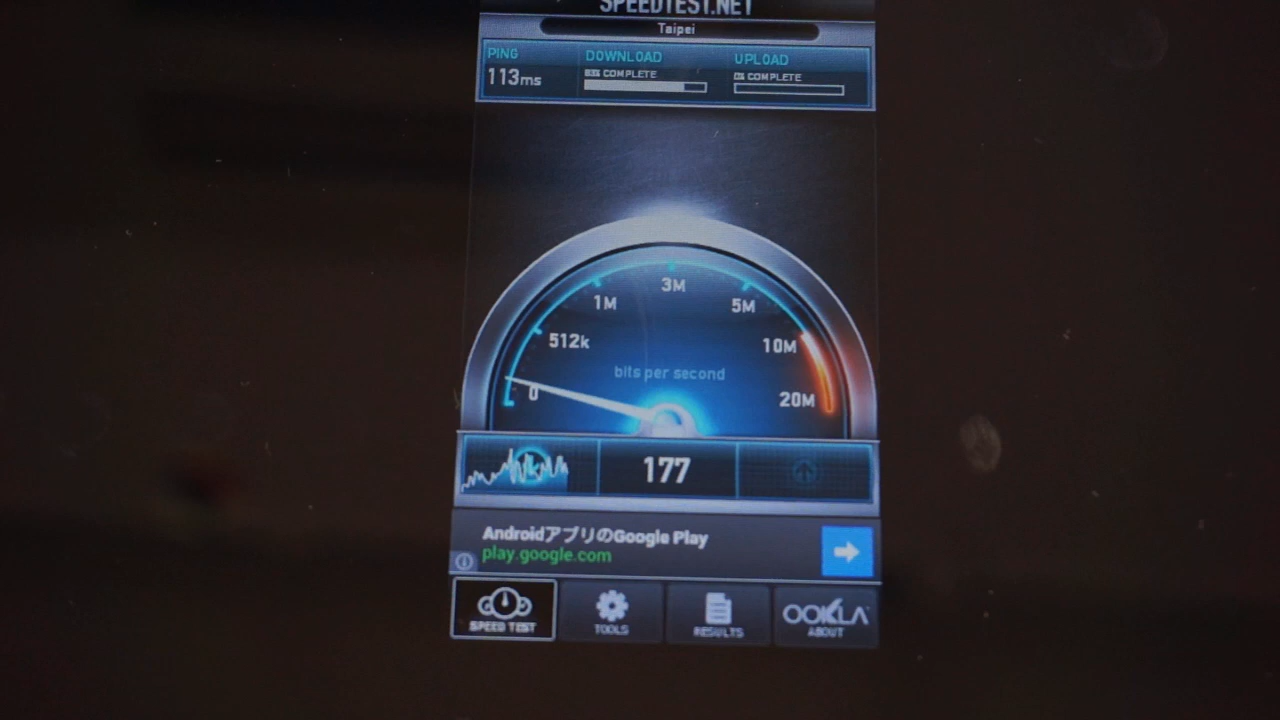 SPEEDTEST.NET
Taipei
PING
DOWNLOAD
UPLOAD
113ms
83% COMPLETE
0% COMPLETE
3M
1M
5M
512k
10M
bits per second
0
20M
177
AndroidアプリのGoogle Play
play.google.com
SPEED TEST
TOOLS
RESULTS
OOKLA
ABOUT